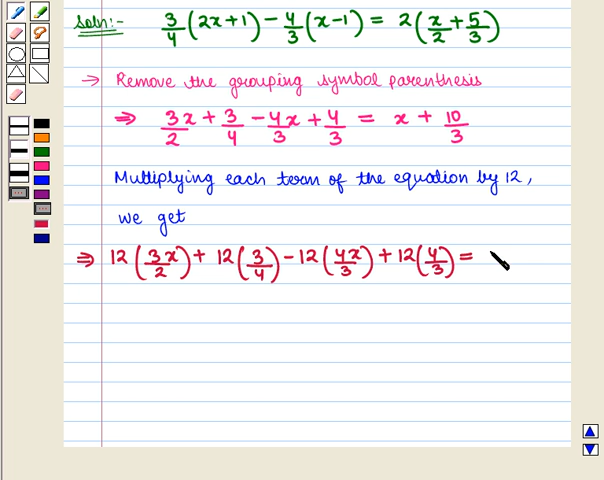 Soln:- 3/4 (2x+1) - 4/3 (x-1) = 2(x/2 + 5/3)
→ Remove the grouping symbol parenthesis
⇒ 3x/2 + 3/4 - 4x/3 + 4/3 = x + 10/3
Multiplying each term of the equation by 12,
we get
⇒ 12(3x/2) + 12(3/4) - 12(4x/3) + 12(4/3) =